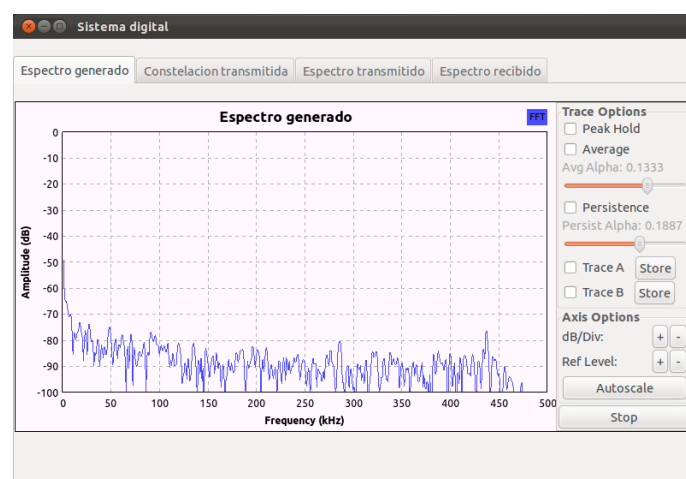 Sistema digital
Espectro generado
Constelacion transmitida
Espectro transmitido
Espectro recibido
Espectro generado
FFT
Amplitude (dB)
0
-10
-20
-30
-40
-50
-60
-70
-80
-90
-100
0 50 100 150 200 250 300 350 400 450 500
Frequency (kHz)
Trace Options
Peak Hold
Average
Avg Alpha: 0.1333
Persistence
Persist Alpha: 0.1887
Trace A Store
Trace B Store
Axis Options
dB/Div: + -
Ref Level: + -
Autoscale
Stop